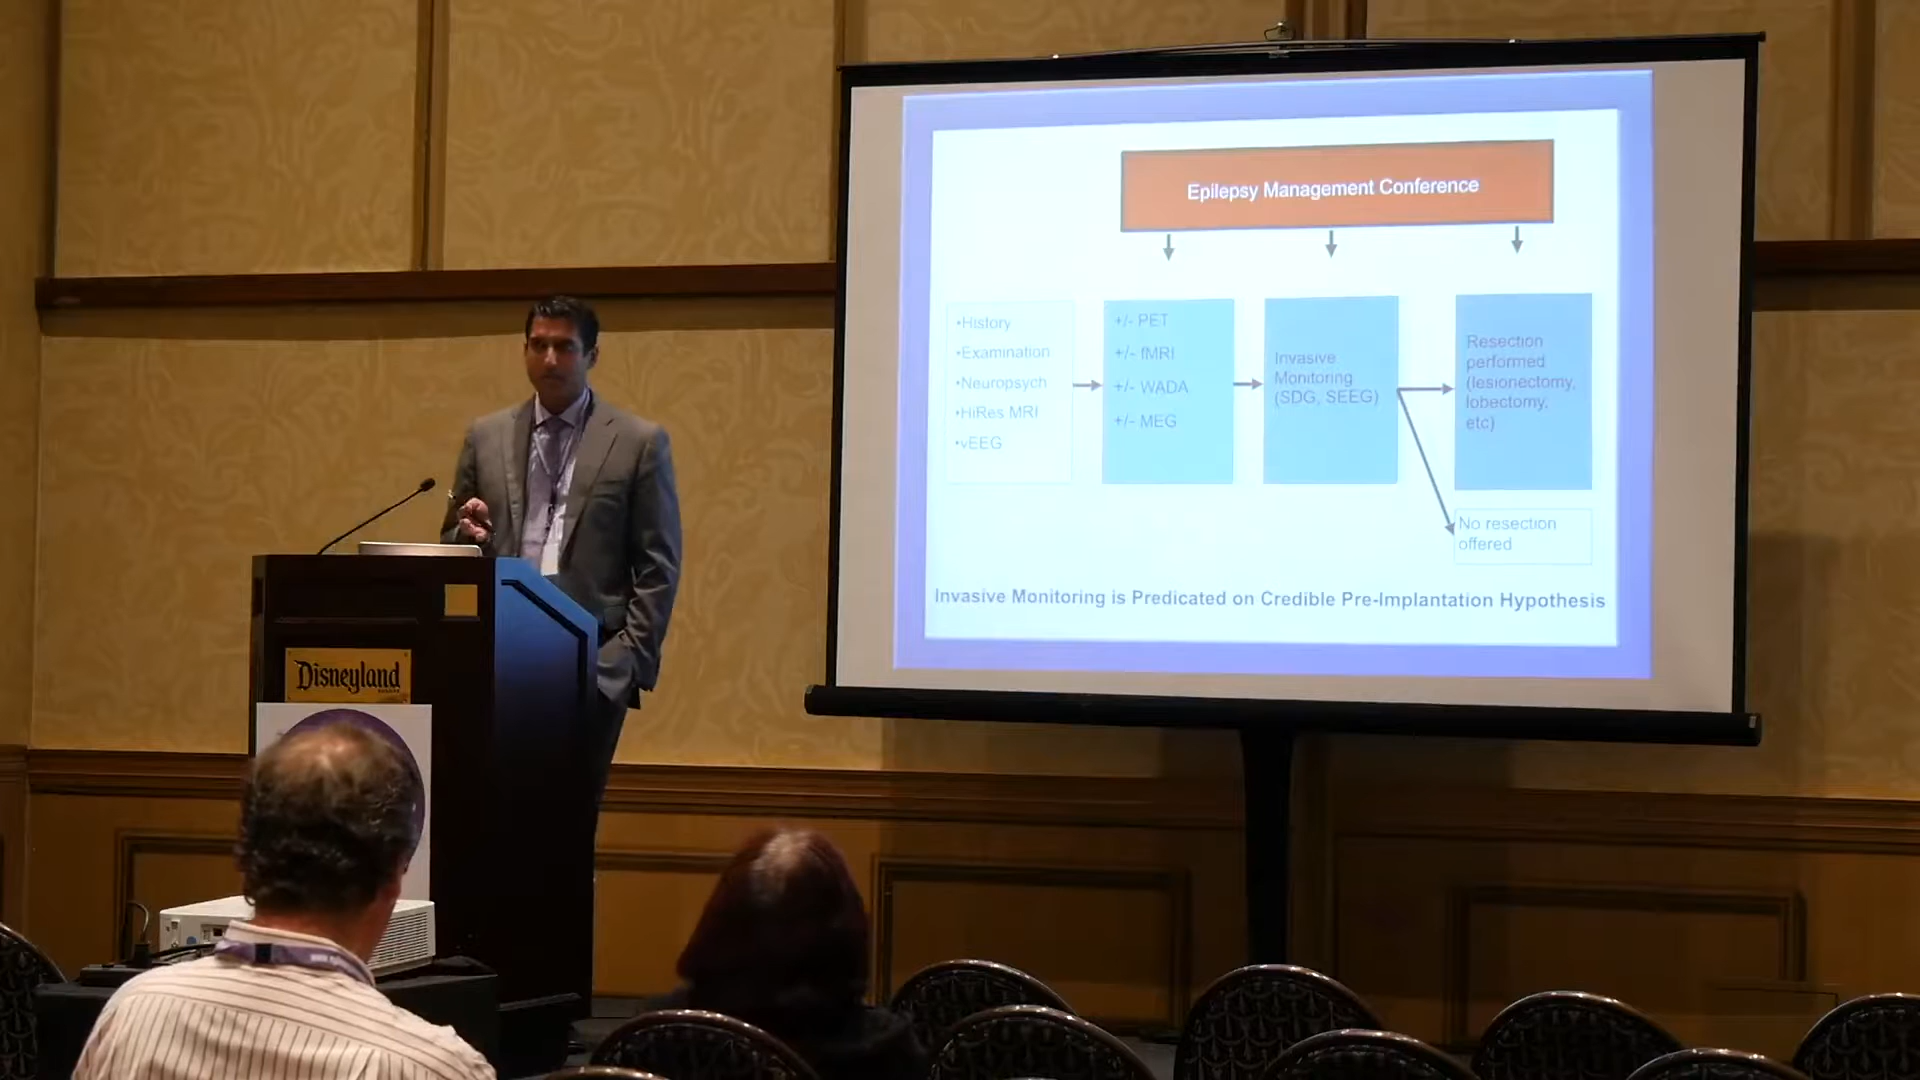 Epilepsy Management Conference
•History
•Examination
•Neuropsych
•HiRes MRI
•vEEG
+/- PET
+/- fMRI
+/- WADA
+/- MEG
Invasive
Monitoring
(SDG, SEEG)
Resection
performed
(lesionectomy,
lobectomy,
etc)
No resection
offered
Invasive Monitoring is Predicated on Credible Pre-Implantation Hypothesis
Disneyland